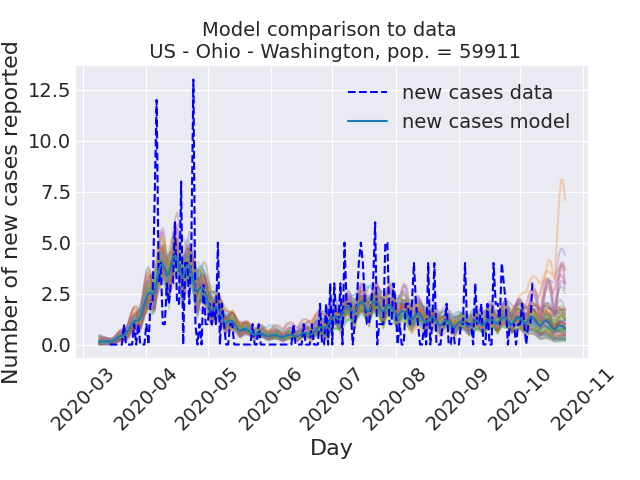 Model comparison to data
US - Ohio - Washington, pop. = 59911
Number of new cases reported
12.5
10.0
7.5
5.0
2.5
0.0
new cases data
new cases model
2020-03
2020-04
2020-05
2020-06
2020-07
2020-08
2020-09
2020-10
2020-11
Day